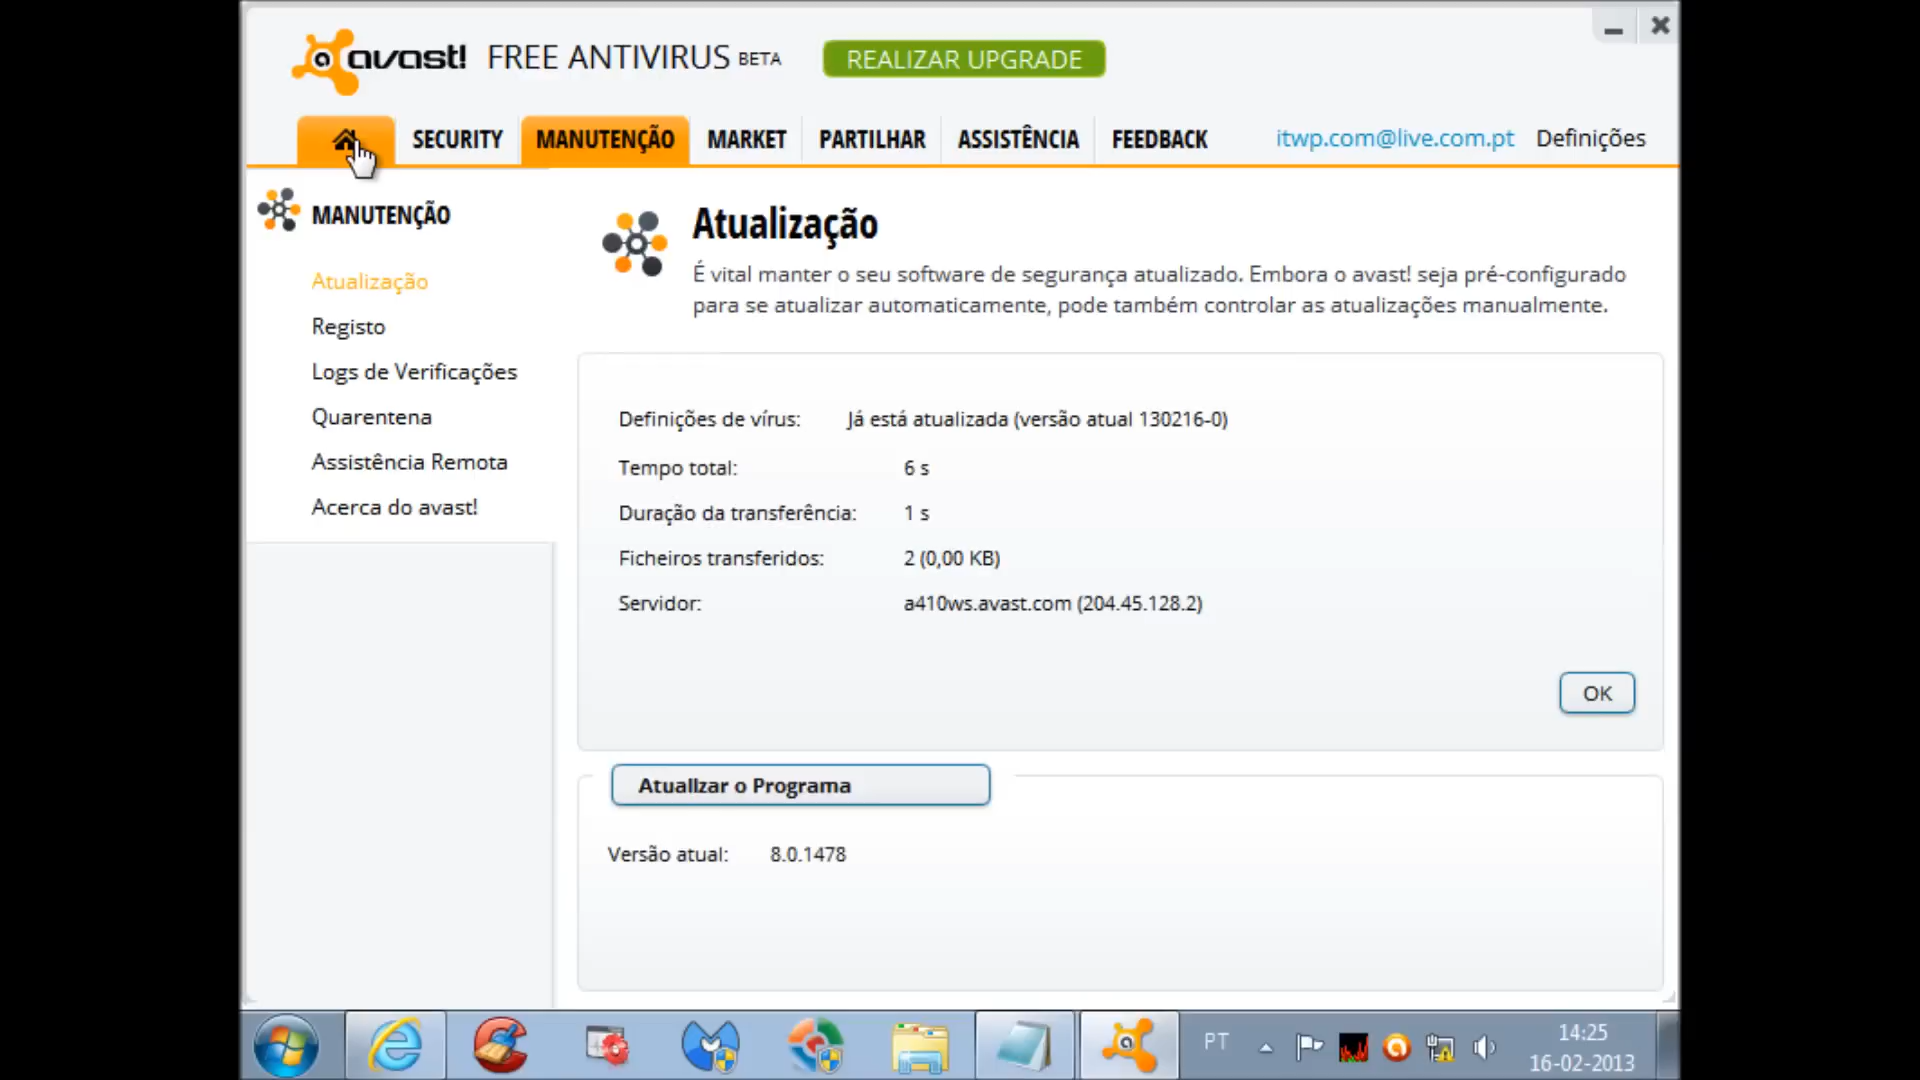 avast! FREE ANTIVIRUS BETA REALIZAR UPGRADE
SECURITY MANUTENÇÃO MARKET PARTILHAR ASSISTÊNCIA FEEDBACK itwp.com@live.com.pt Definições
MANUTENÇÃO
Atualização
Registo
Logs de Verificações
Quarentena
Assistência Remota
Acerca do avast!
Atualização
É vital manter o seu software de segurança atualizado. Embora o avast! seja pré-configurado
para se atualizar automaticamente, pode também controlar as atualizações manualmente.
Definições de vírus: Já está atualizada (versão atual 130216-0)
Tempo total: 6 s
Duração da transferência: 1 s
Ficheiros transferidos: 2 (0,00 KB)
Servidor: a410ws.avast.com (204.45.128.2)
OK
Atualizar o Programa
Versão atual: 8.0.1478
PT 14:25
16-02-2013